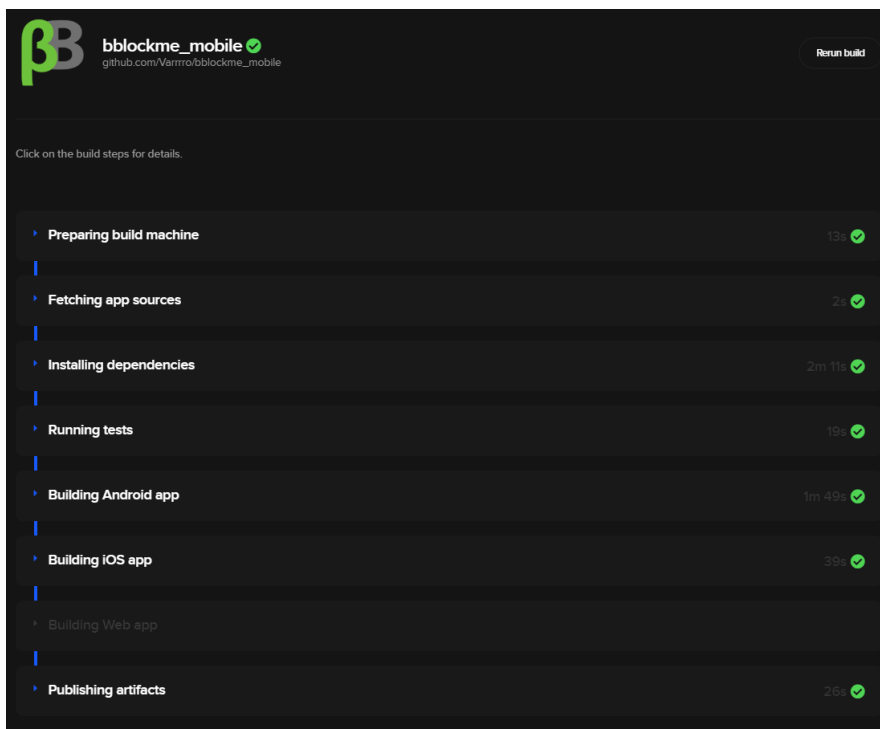 βB
bblockme_mobile
github.com/Varrrro/bblockme_mobile
Rerun build
Click on the build steps for details.
Preparing build machine 13s
Fetching app sources 2s
Installing dependencies 2m 11s
Running tests 19s
Building Android app 1m 49s
Building iOS app 39s
Building Web app
Publishing artifacts 26s